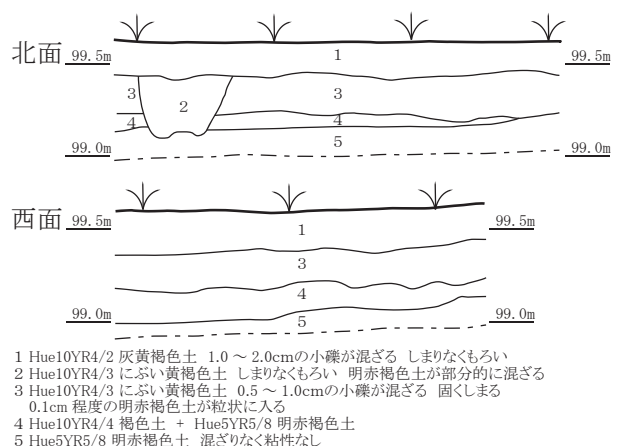 北面 99.5m 1 99.5m
3 2 3
4 4
99.0m 5 99.0m
西面 99.5m 1 99.5m
3
4
99.0m 5 99.0m
1 Hue10YR4/2 灰黄褐色土 1.0 ～ 2.0cmの小礫が混ざる しまりなくもろい
2 Hue10YR4/3 にぶい黄褐色土 しまりなくもろい 明赤褐色土が部分的に混ざる
3 Hue10YR4/3 にぶい黄褐色土 0.5 ～ 1.0cmの小礫が混ざる 固くしまる
0.1cm 程度の明赤褐色土が粒状に入る
4 Hue10YR4/4 褐色土 + Hue5YR5/8 明赤褐色土
5 Hue5YR5/8 明赤褐色土 混ざりなく粘性なし